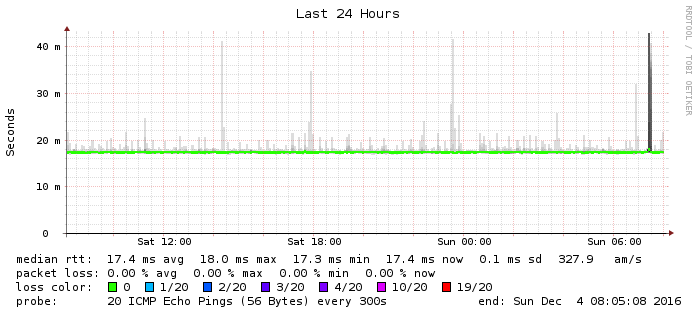 Last 24 Hours
RRDTOOL / TOBI OETIKER
Seconds
40 m
30 m
20 m
10 m
0
Sat 12:00 Sat 18:00 Sun 00:00 Sun 06:00
median rtt: 17.4 ms avg 18.0 ms max 17.3 ms min 17.4 ms now 0.1 ms sd 327.9 am/s
packet loss: 0.00 % avg 0.00 % max 0.00 % min 0.00 % now
loss color: 0 1/20 2/20 3/20 4/20 10/20 19/20
probe: 20 ICMP Echo Pings (56 Bytes) every 300s end: Sun Dec 4 08:05:08 2016